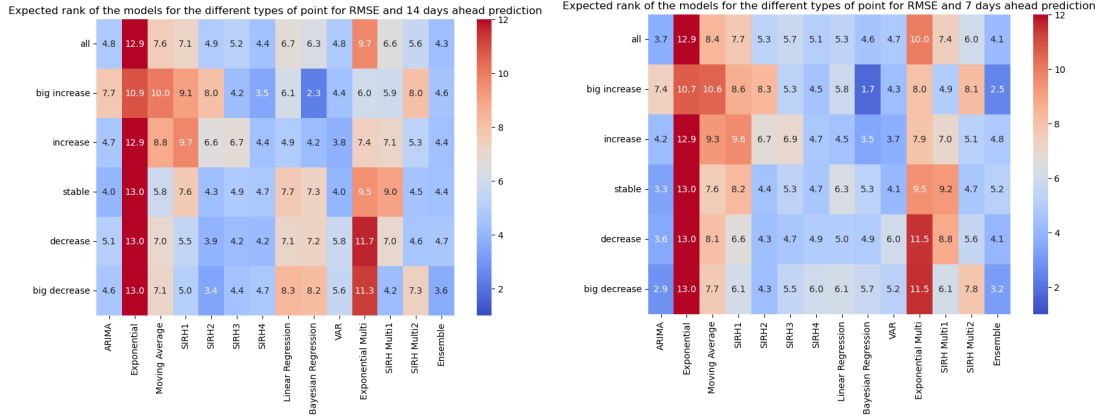 Expected rank of the models for the different types of point for RMSE and 14 days ahead prediction
all 4.8 12.9 7.6 7.1 4.9 5.2 4.4 6.7 6.3 4.8 9.7 6.6 5.6 4.3
big increase 7.7 10.9 10.0 9.1 8.0 4.2 3.5 6.1 2.3 4.4 6.0 5.9 8.0 4.6
increase 4.7 12.9 8.8 9.7 6.6 6.7 4.4 4.9 4.2 3.8 7.4 7.1 5.3 4.4
stable 4.0 13.0 5.8 7.6 4.3 4.9 4.7 7.7 7.3 4.0 9.5 9.0 4.5 4.4
decrease 5.1 13.0 7.0 5.5 3.9 4.2 4.2 7.1 7.2 5.8 11.7 7.0 4.6 4.7
big decrease 4.6 13.0 7.1 5.0 3.4 4.4 4.7 8.3 8.2 5.6 11.3 4.2 7.3 3.6
ARIMA
Exponential
Moving Average
SIRH1
SIRH2
SIRH3
SIRH4
Linear Regression
Bayesian Regression
VAR
Exponential Multi
SIRH Multi1
SIRH Multi2
Ensemble
12
10
8
6
4
2
Expected rank of the models for the different types of point for RMSE and 7 days ahead prediction
all 3.7 12.9 8.4 7.7 5.3 5.7 5.1 5.3 4.6 4.7 10.0 7.4 6.0 4.1
big increase 7.4 10.7 10.6 8.6 8.3 5.3 4.5 5.8 1.7 4.4 8.0 4.9 8.1 2.5
increase 4.2 12.9 9.3 9.6 6.7 6.9 4.7 4.5 3.5 3.7 7.9 7.0 5.1 4.8
stable 3.3 13.0 7.6 8.2 4.4 5.3 4.7 6.3 5.3 4.1 9.5 9.2 4.7 5.2
decrease 3.6 13.0 8.1 6.6 4.3 4.7 4.9 5.0 4.9 6.0 11.5 8.8 5.6 4.1
big decrease 2.9 13.0 7.7 6.1 4.3 5.5 6.0 6.1 5.7 5.2 11.5 6.1 7.8 3.2
ARIMA
Exponential
Moving Average
SIRH1
SIRH2
SIRH3
SIRH4
Linear Regression
Bayesian Regression
VAR
Exponential Multi
SIRH Multi1
SIRH Multi2
Ensemble
12
10
8
6
4
2